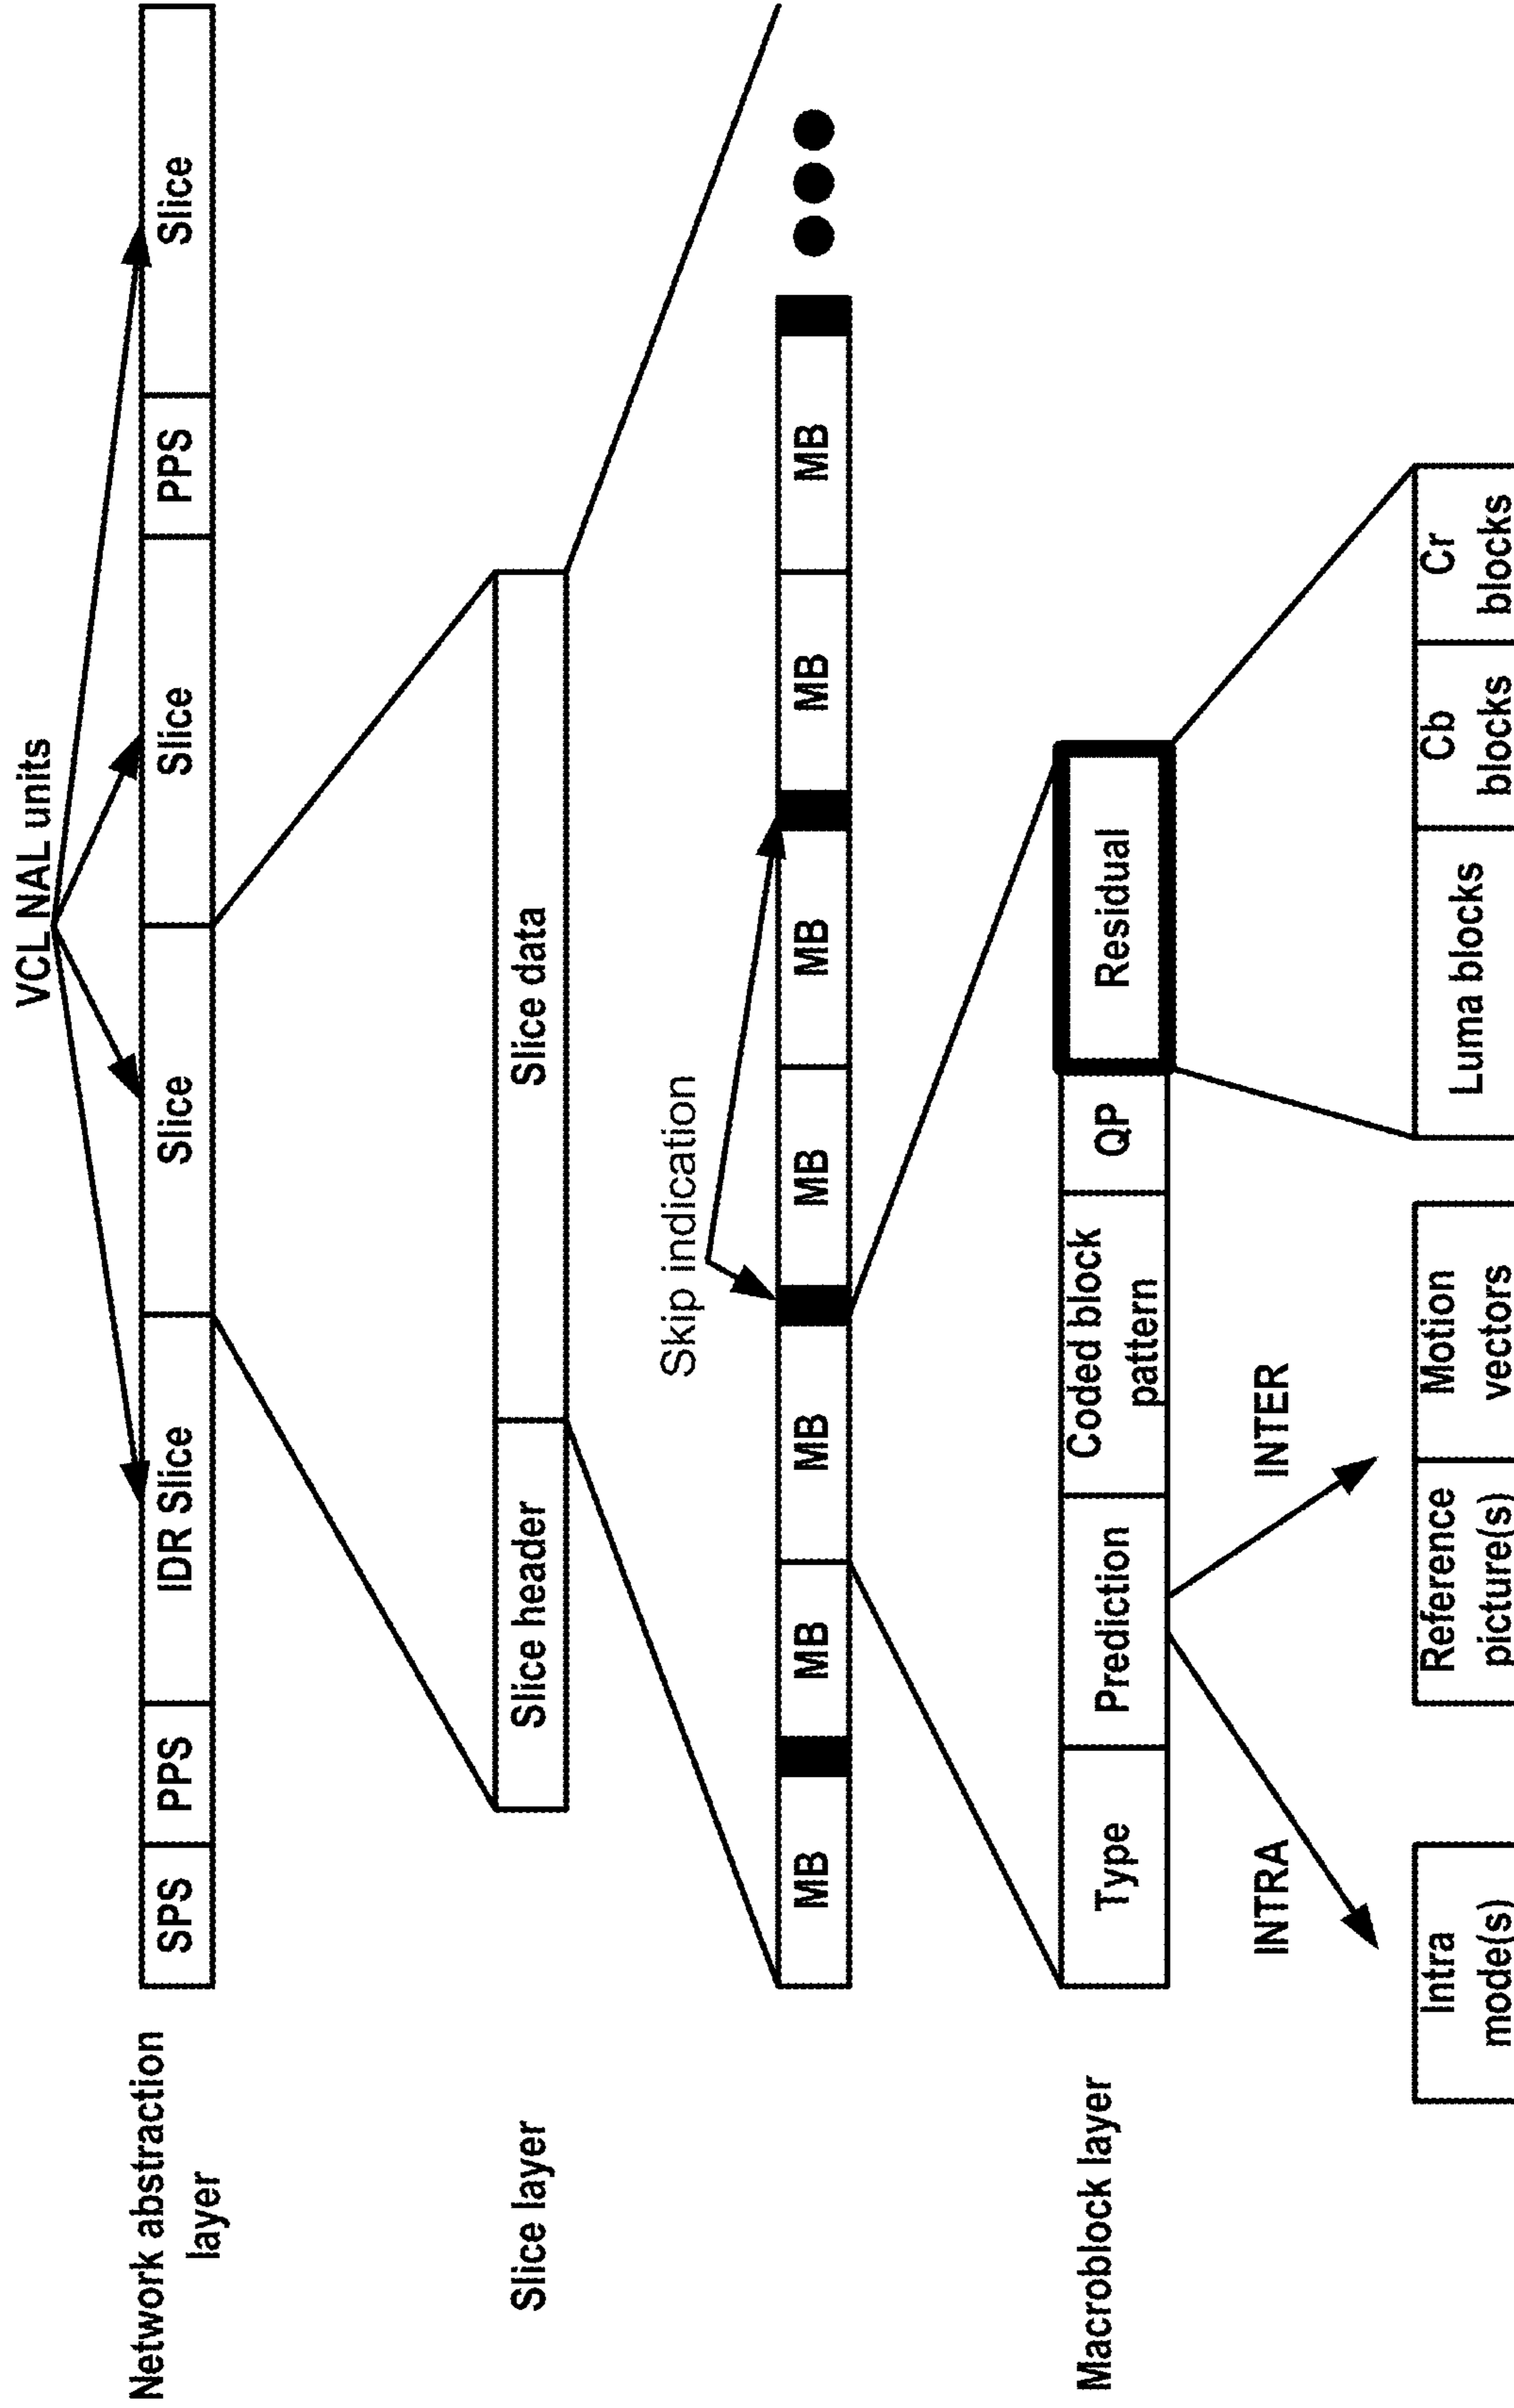 VCL NAL units
Network abstraction
layer
SPS
PPS
IDR Slice
Slice
Slice
PPS
Slice
Slice layer
Slice header
Slice data
Skip indication
MB
MB
MB
MB
MB
MB
MB
Macroblock layer
Type
Prediction
Coded block
pattern
QP
Residual
INTRA
INTER
Intra
mode(s)
Reference
picture(s)
Motion
vectors
Luma blocks
Cb
blocks
Cr
blocks